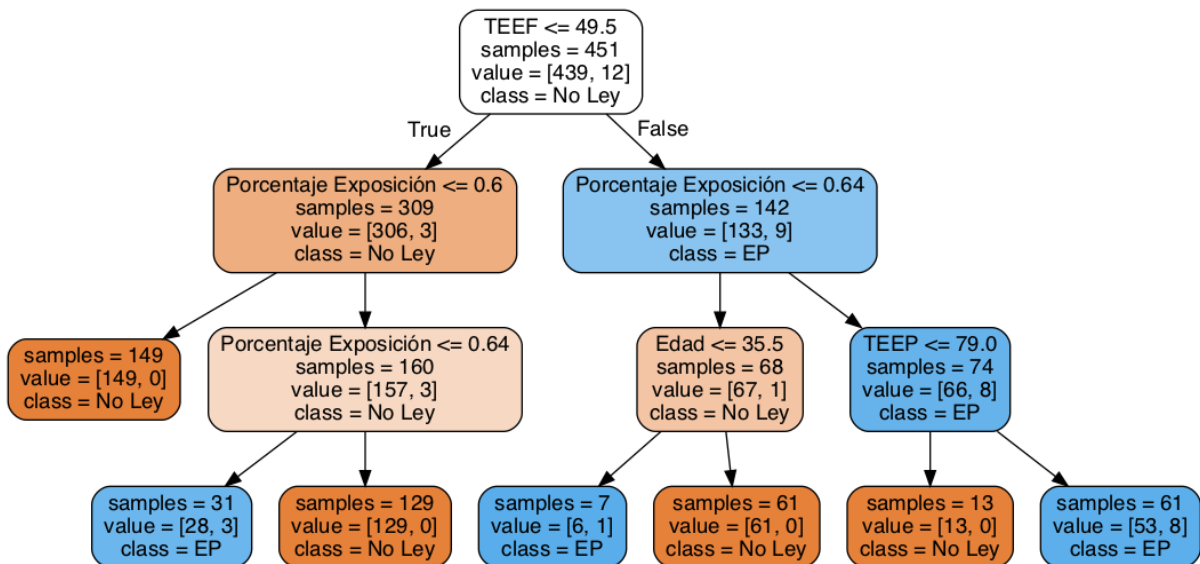 TEEF <= 49.5
samples = 451
value = [439, 12]
class = No Ley
True
False
Porcentaje Exposición <= 0.6
samples = 309
value = [306, 3]
class = No Ley
Porcentaje Exposición <= 0.64
samples = 142
value = [133, 9]
class = EP
samples = 149
value = [149, 0]
class = No Ley
Porcentaje Exposición <= 0.64
samples = 160
value = [157, 3]
class = No Ley
Edad <= 35.5
samples = 68
value = [67, 1]
class = No Ley
TEEP <= 79.0
samples = 74
value = [66, 8]
class = EP
samples = 31
value = [28, 3]
class = EP
samples = 129
value = [129, 0]
class = No Ley
samples = 7
value = [6, 1]
class = EP
samples = 61
value = [61, 0]
class = No Ley
samples = 13
value = [13, 0]
class = No Ley
samples = 61
value = [53, 8]
class = EP